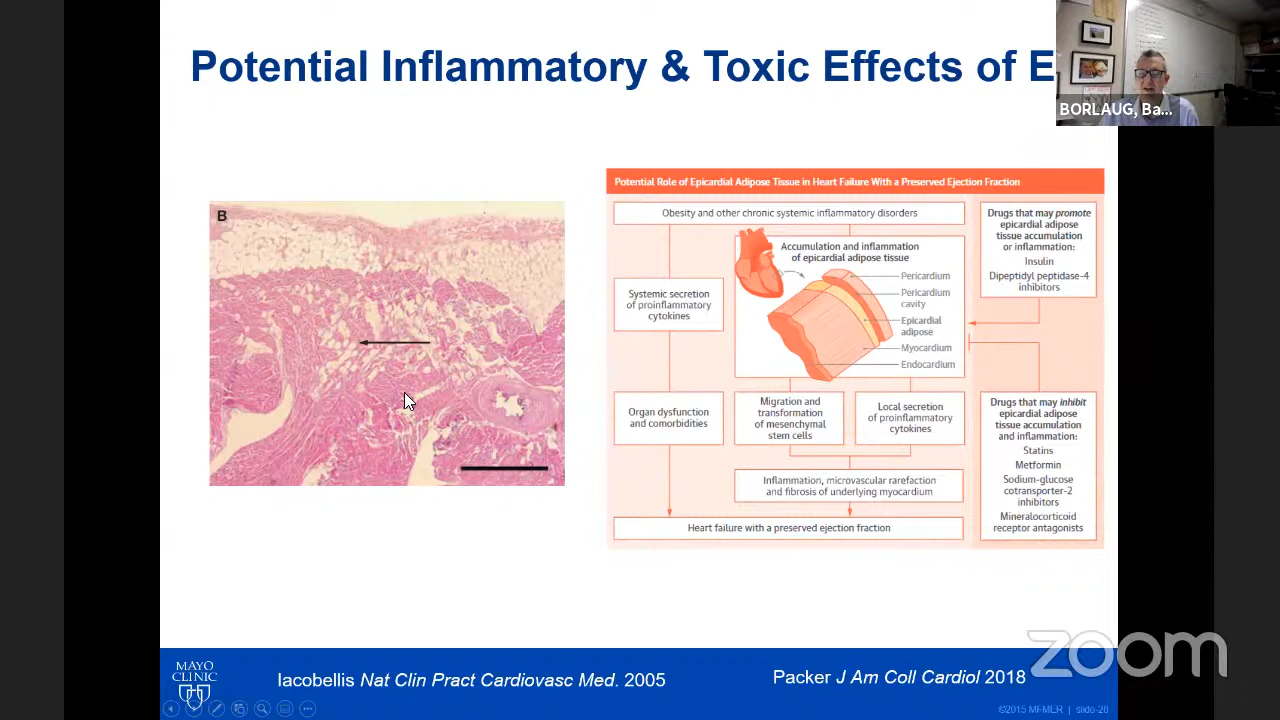 Potential Inflammatory & Toxic Effects of E
BORLAUG, Ba...
B
Potential Role of Epicardial Adipose Tissue in Heart Failure With a Preserved Ejection Fraction
Obesity and other chronic systemic inflammatory disorders
Accumulation and inflammation
of epicardial adipose tissue
Pericardium
Pericardium
cavity
Epicardial
adipose
Myocardium
Endocardium
Systemic secretion
of proinflammatory
cytokines
Organ dysfunction
and comorbidities
Migration and
transformation
of mesenchymal
stem cells
Local secretion
of proinflammatory
cytokines
Inflammation, microvascular rarefaction
and fibrosis of underlying myocardium
Heart failure with a preserved ejection fraction
Drugs that may promote
epicardial adipose
tissue accumulation
or inflammation:
Insulin
Dipeptidyl peptidase-4
inhibitors
Drugs that may inhibit
epicardial adipose
tissue accumulation
and inflammation:
Statins
Metformin
Sodium-glucose
cotransporter-2
inhibitors
Mineralocorticoid
receptor antagonists
MAYO
CLINIC
Iacobellis Nat Clin Pract Cardiovasc Med. 2005
Packer J Am Coll Cardiol 2018
zoom
©2015 MFMER | slide-28